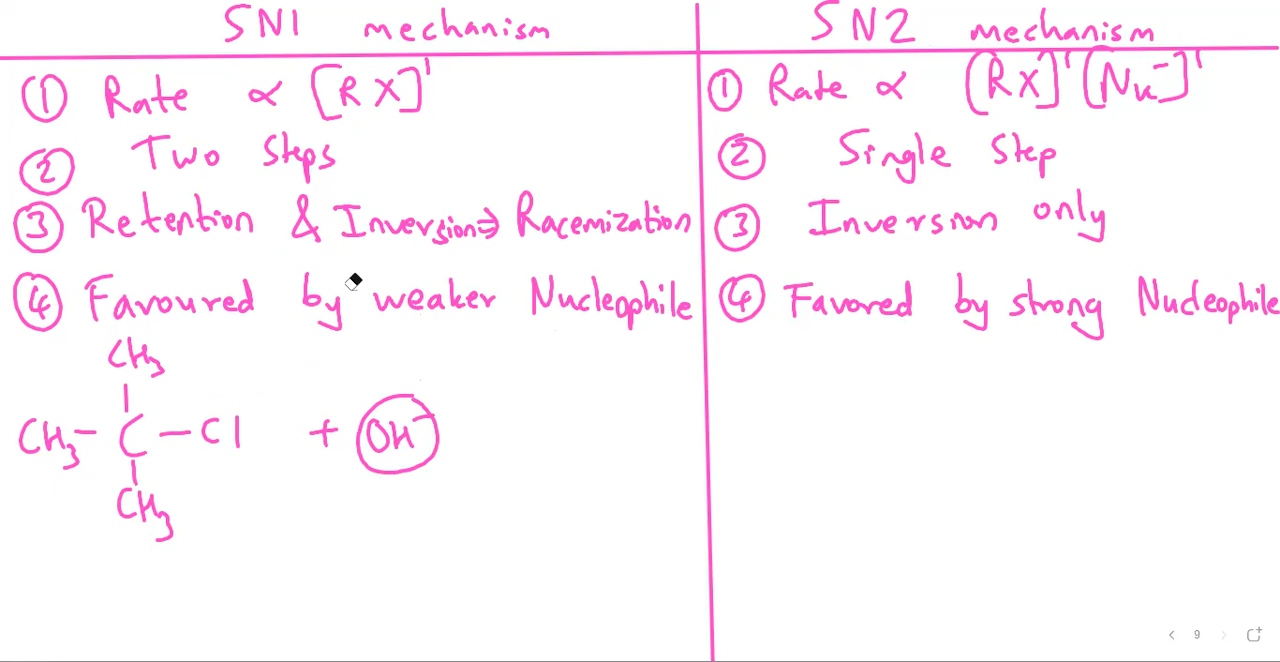 SN1 mechanism
① Rate ∝ [RX]¹
② Two Steps
③ Retention & Inversion ⇒ Racemization
④ Favoured by weaker Nucleophile
CH₃
CH₃ – C – Cl + OH⁻
CH₃
SN2 mechanism
① Rate ∝ [RX]¹ [Nu⁻]¹
② Single Step
③ Inversion only
④ Favored by strong Nucleophile
9